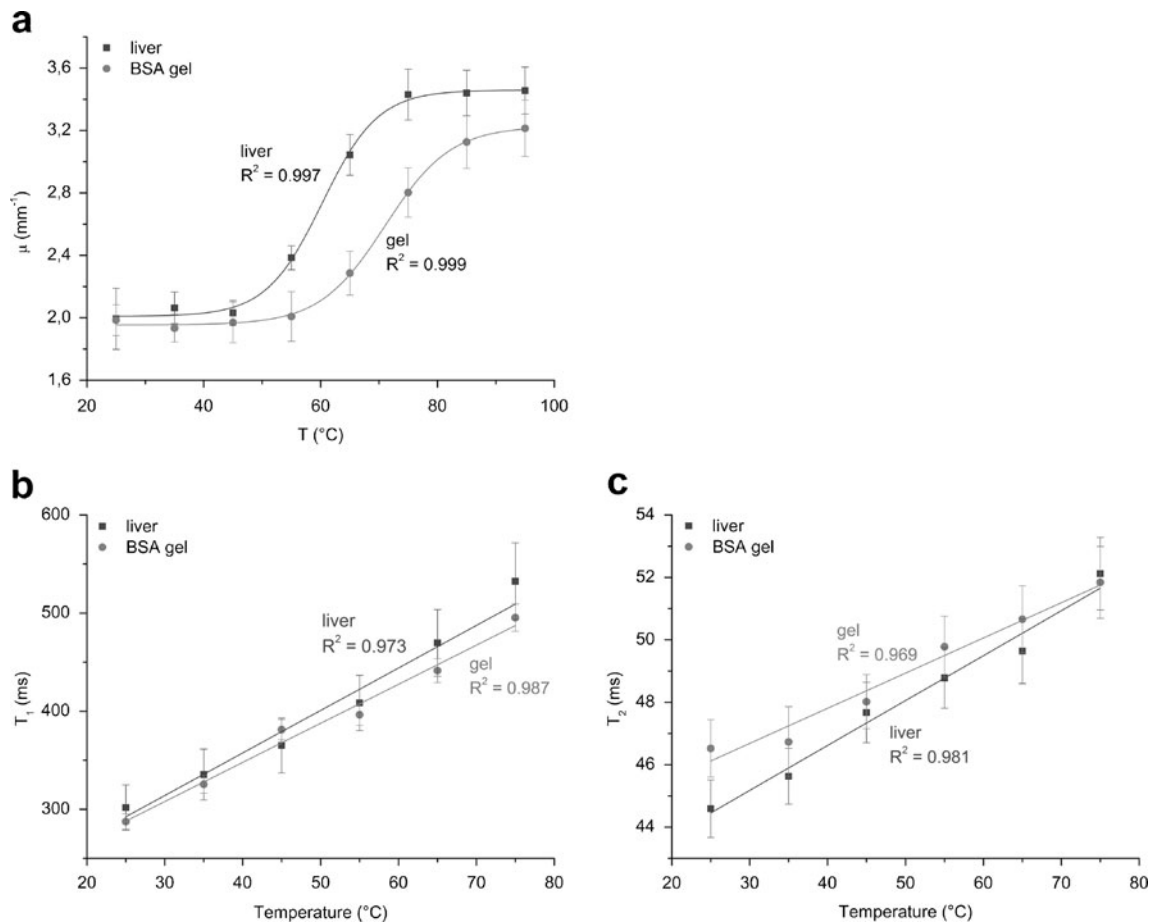 a
liver
BSA gel
3,6
3,2
2,8
2,4
2,0
1,6
μ (mm⁻¹)
liver
R² = 0.997
gel
R² = 0.999
20
40
60
80
100
T (°C)
b
600
500
400
300
T₁ (ms)
liver
BSA gel
liver
R² = 0.973
gel
R² = 0.987
20
30
40
50
60
70
80
Temperature (°C)
c
54
52
50
48
46
44
T₂ (ms)
liver
BSA gel
gel
R² = 0.969
liver
R² = 0.981
20
30
40
50
60
70
80
Temperature (°C)